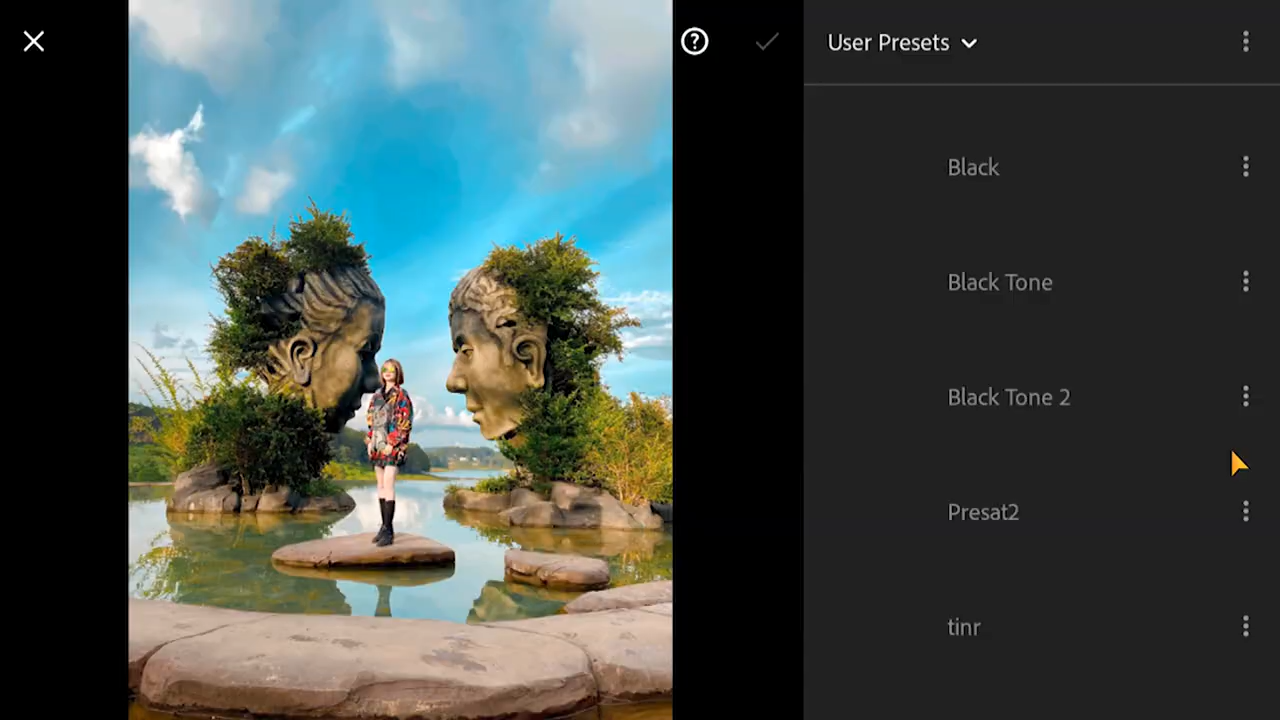 User Presets
Black
Black Tone
Black Tone 2
Presat2
tinr